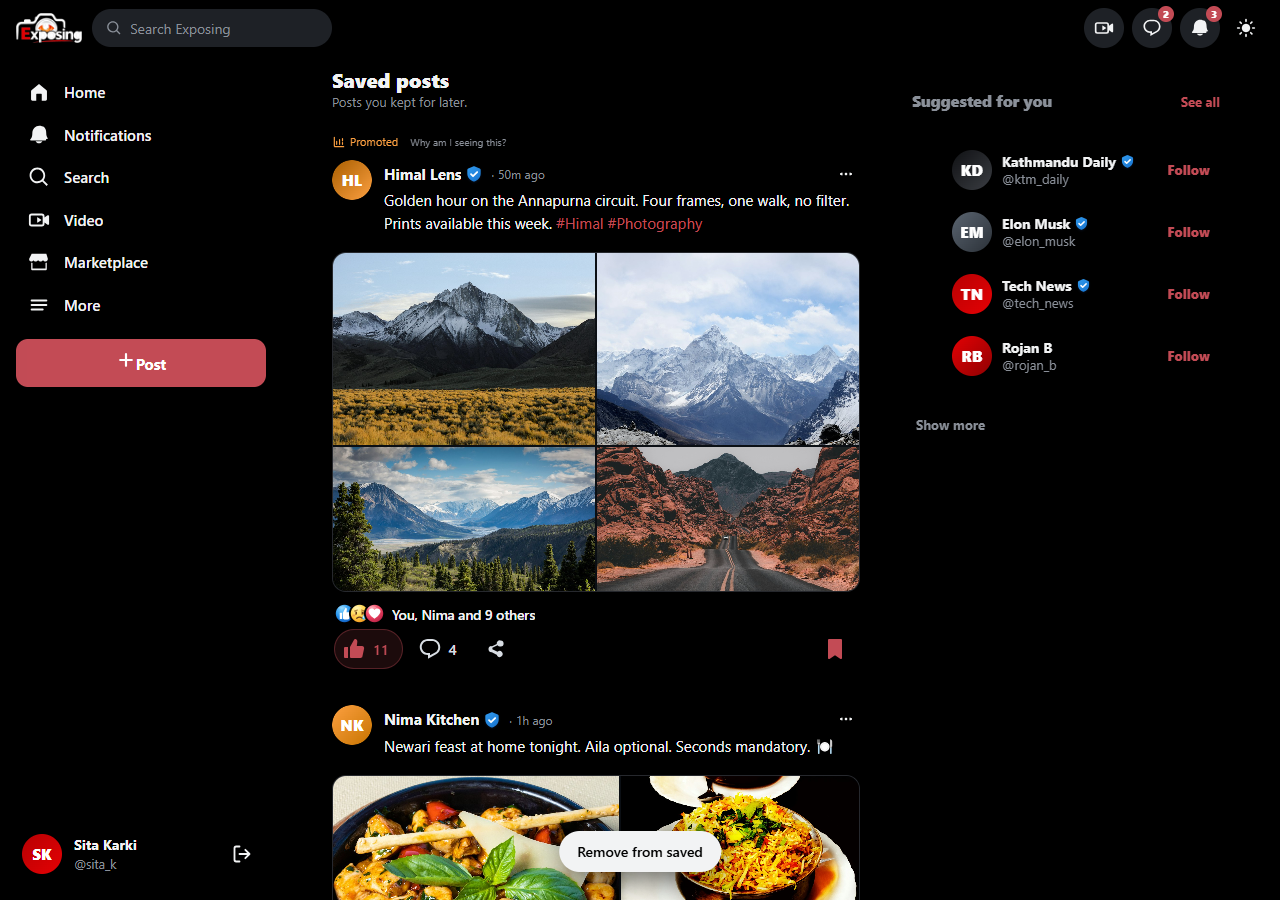 Exposing
Search Exposing
2
3
Home
Notifications
Search
Video
Marketplace
More
Post
SK
Sita Karki
@sita_k
Saved posts
Posts you kept for later.
Promoted Why am I seeing this?
HL
Himal Lens · 50m ago
Golden hour on the Annapurna circuit. Four frames, one walk, no filter.
Prints available this week. #Himal #Photography
You, Nima and 9 others
11
4
NK
Nima Kitchen · 1h ago
Newari feast at home tonight. Aila optional. Seconds mandatory. 🍽️
Remove from saved
Suggested for you
See all
KD
Kathmandu Daily
@ktm_daily
Follow
EM
Elon Musk
@elon_musk
Follow
TN
Tech News
@tech_news
Follow
RB
Rojan B
@rojan_b
Follow
Show more